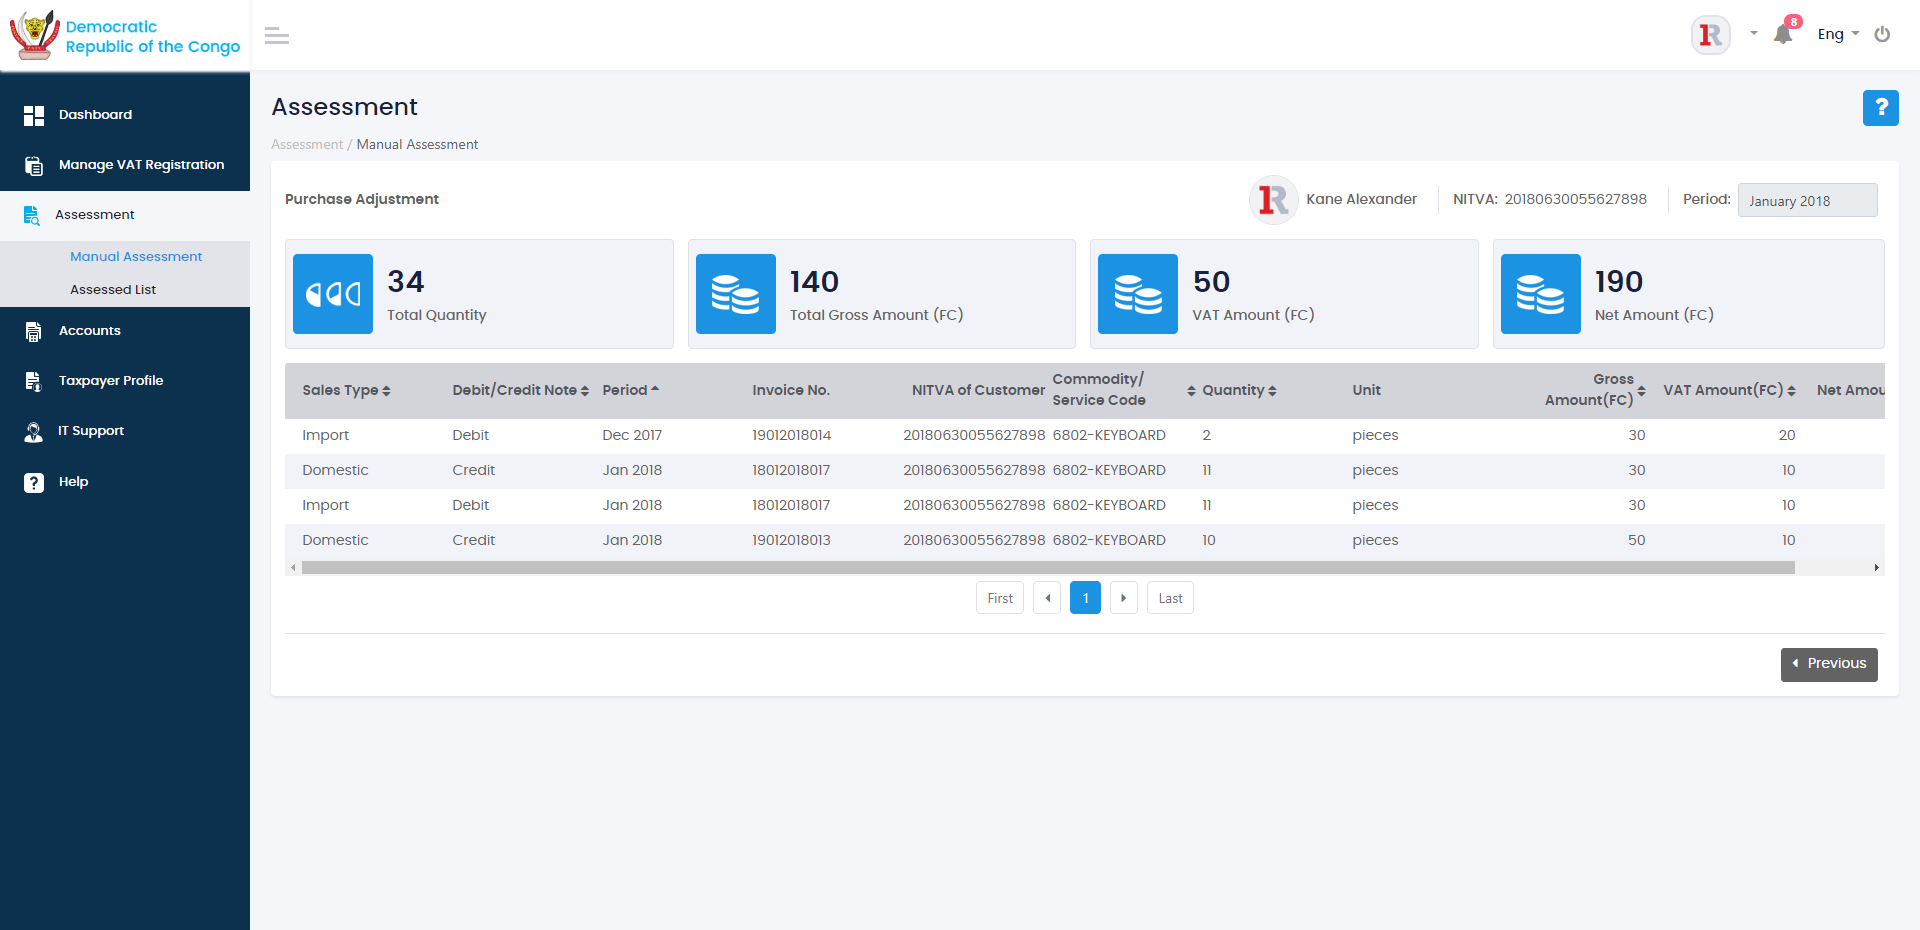 Democratic
Republic of the Congo
8
Eng
Dashboard
Manage VAT Registration
Assessment
Manual Assessment
Assessed List
Accounts
Taxpayer Profile
IT Support
? Help
Assessment
?
Assessment / Manual Assessment
Purchase Adjustment
1R
Kane Alexander
NITVA: 20180630055627898
Period: January 2018
34
Total Quantity
140
Total Gross Amount (FC)
50
VAT Amount (FC)
190
Net Amount (FC)
Sales Type Debit/Credit Note Period Invoice No. NITVA of Customer Commodity/ Service Code Quantity Unit Gross Amount(FC) VAT Amount(FC) Net Amou
Import Debit Dec 2017 19012018014 20180630055627898 6802-KEYBOARD 2 pieces 30 20
Domestic Credit Jan 2018 18012018017 20180630055627898 6802-KEYBOARD 11 pieces 30 10
Import Debit Jan 2018 18012018017 20180630055627898 6802-KEYBOARD 11 pieces 30 10
Domestic Credit Jan 2018 19012018013 20180630055627898 6802-KEYBOARD 10 pieces 50 10
First 1 Last
Previous